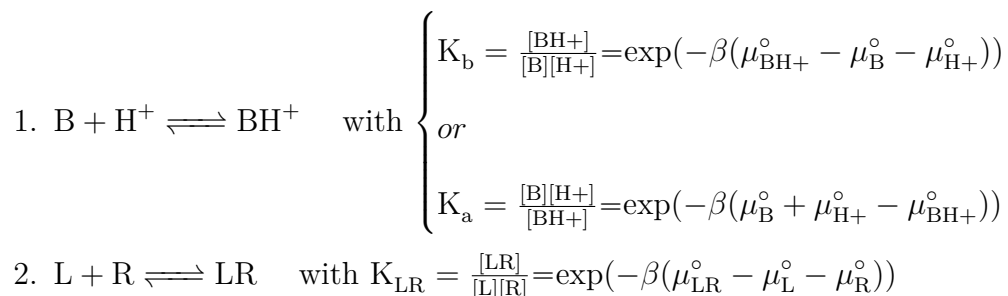 1. B + H⁺ ⇌ BH⁺ with { K_b = [BH+]/[B][H+] =exp(−β(μ°_BH+ − μ°_B − μ°_H+))
or
K_a = [B][H+]/[BH+] =exp(−β(μ°_B + μ°_H+ − μ°_BH+))
2. L + R ⇌ LR with K_LR = [LR]/[L][R] =exp(−β(μ°_LR − μ°_L − μ°_R))